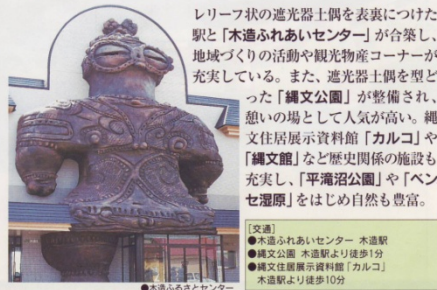 レリーフ状の遮光器土偶を表裏につけた
駅と「木造ふれあいセンター」が合築し、
地域づくりの活動や観光物産コーナーが
充実している。また、遮光器土偶を型ど
った「縄文公園」が整備され、
憩いの場として人気が高い。縄
文住居展示資料館「カルコ」や
「縄文館」など歴史関係の施設も
充実し、「平滝沼公園」や「ベン
セ湿原」をはじめ自然も豊富。
[交通]
●木造ふれあいセンター 木造駅
●縄文公園 木造駅より徒歩1分
●縄文住居展示資料館「カルコ」
木造駅より徒歩10分
●木造ふるさとセンター